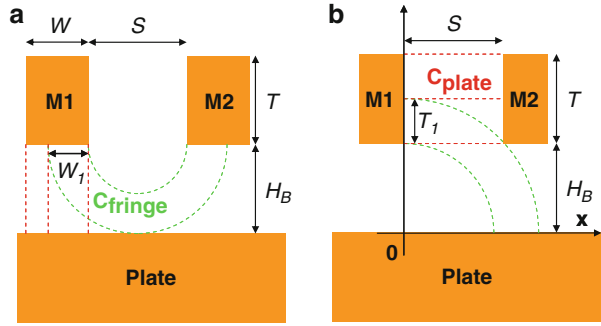 a
W
S
M1
M2
T
W1
Cfringe
HB
Plate
b
S
Cplate
M1
M2
T
T1
HB
x
0
Plate